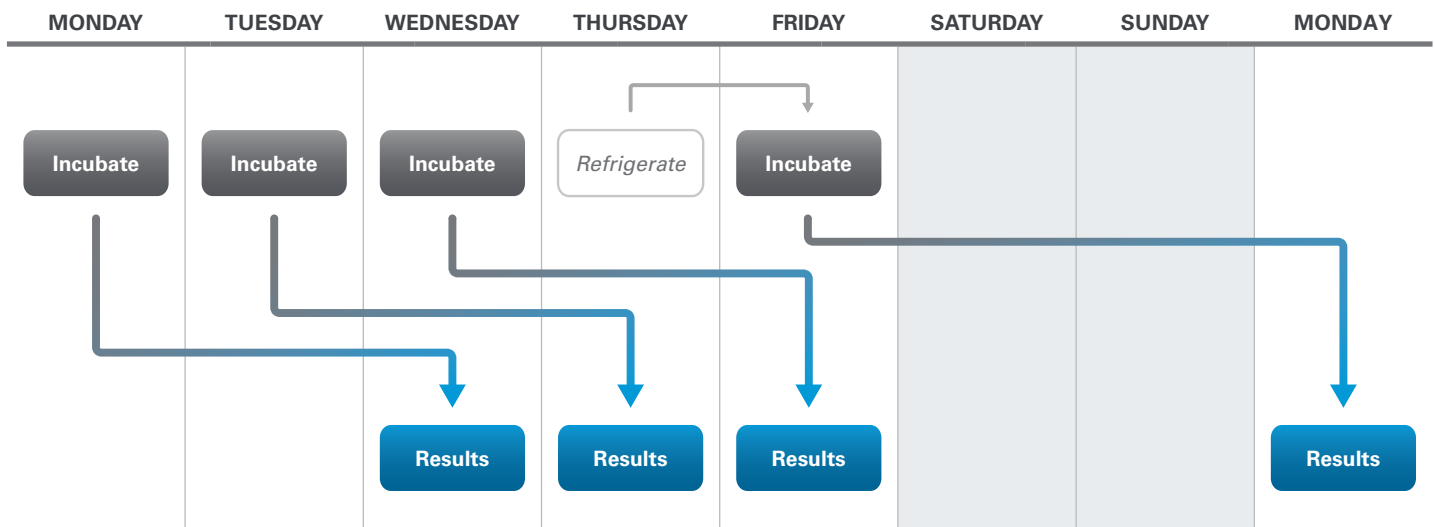 MONDAY TUESDAY WEDNESDAY THURSDAY FRIDAY SATURDAY SUNDAY MONDAY
Incubate Incubate Incubate Refrigerate Incubate
Results Results Results Results